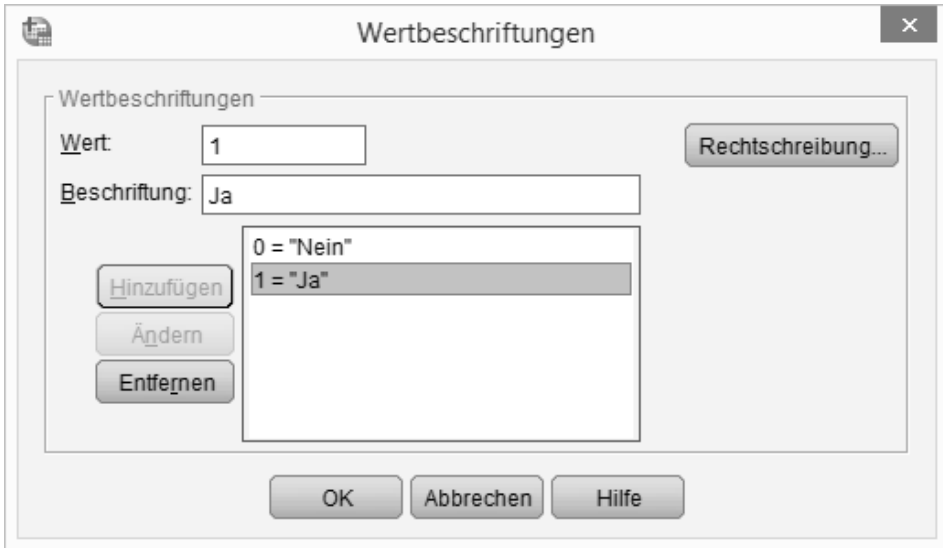 Wertbeschriftungen
Wertbeschriftungen
Wert: 1
Rechtschreibung...
Beschriftung: Ja
0 = "Nein"
1 = "Ja"
Hinzufügen
Ändern
Entfernen
OK Abbrechen Hilfe